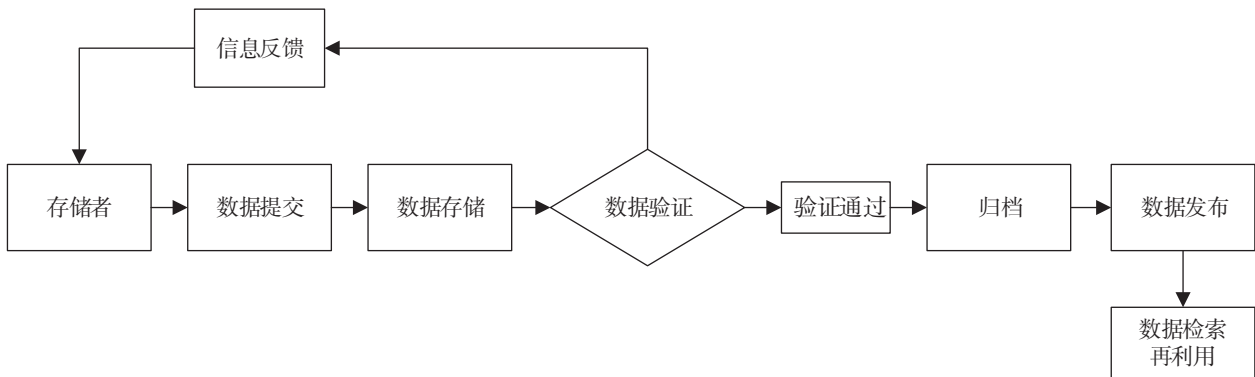 信息反馈
存储者
数据提交
数据存储
数据验证
验证通过
归档
数据发布
数据检索
再利用